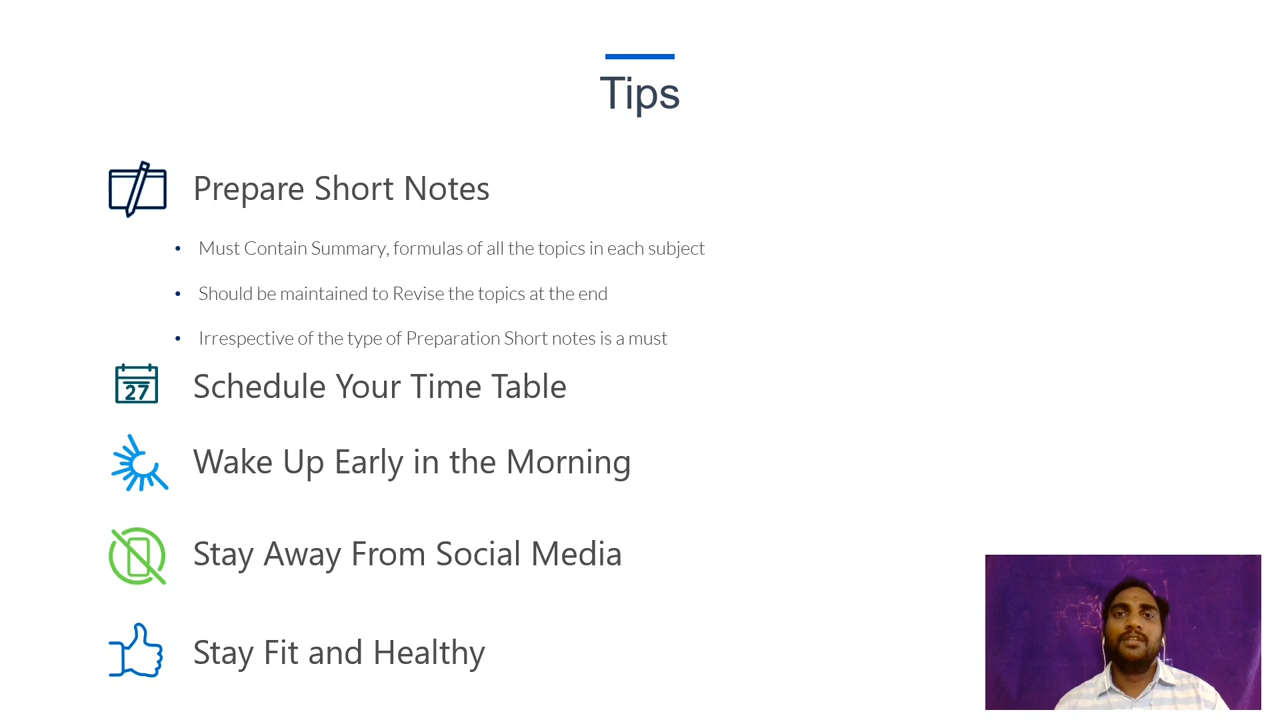 Tips
Prepare Short Notes
• Must Contain Summary, formulas of all the topics in each subject
• Should be maintained to Revise the topics at the end
• Irrespective of the type of Preparation Short notes is a must
27
Schedule Your Time Table
Wake Up Early in the Morning
Stay Away From Social Media
Stay Fit and Healthy